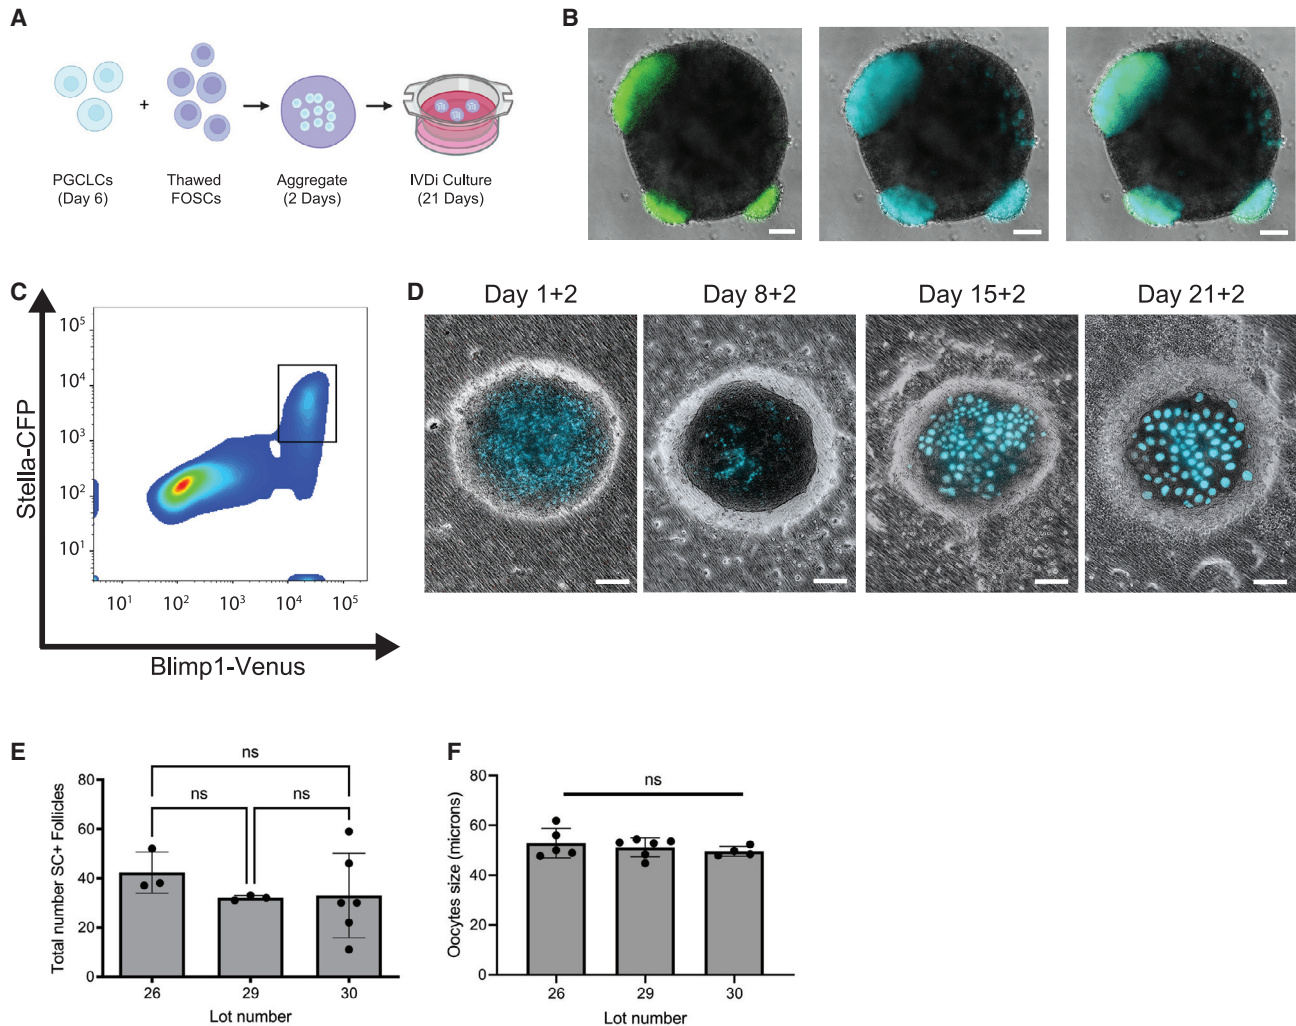 A
+
PGCLCs
(Day 6)
Thawed
FOSCs
Aggregate
(2 Days)
IVDi Culture
(21 Days)
B
C
Stella-CFP
10⁵
10⁴
10³
10²
10¹
10¹ 10² 10³ 10⁴ 10⁵
Blimp1-Venus
D
Day 1+2
Day 8+2
Day 15+2
Day 21+2
E
Total number SC+ Follicles
80
60
40
20
0
ns
ns
ns
26 29 30
Lot number
F
Oocytes size (microns)
80
60
40
20
0
ns
26 29 30
Lot number